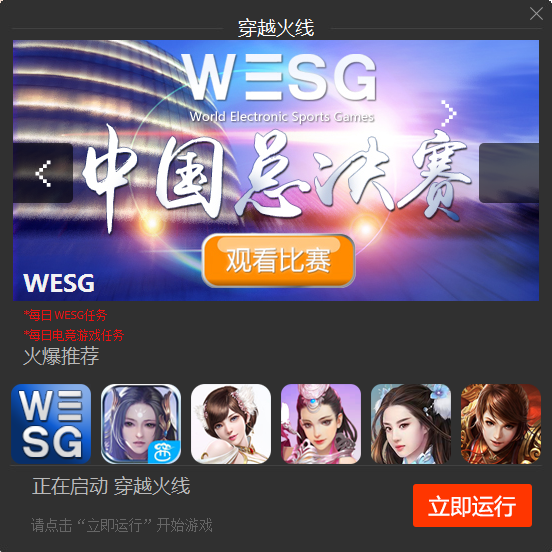 穿越火线
WESG
World Electronic Sports Games
中国总决赛
观看比赛
WESG
*每日WESG任务
*每日电竞游戏任务
火爆推荐
WE
SG
正在启动 穿越火线
立即运行
请点击“立即运行”开始游戏